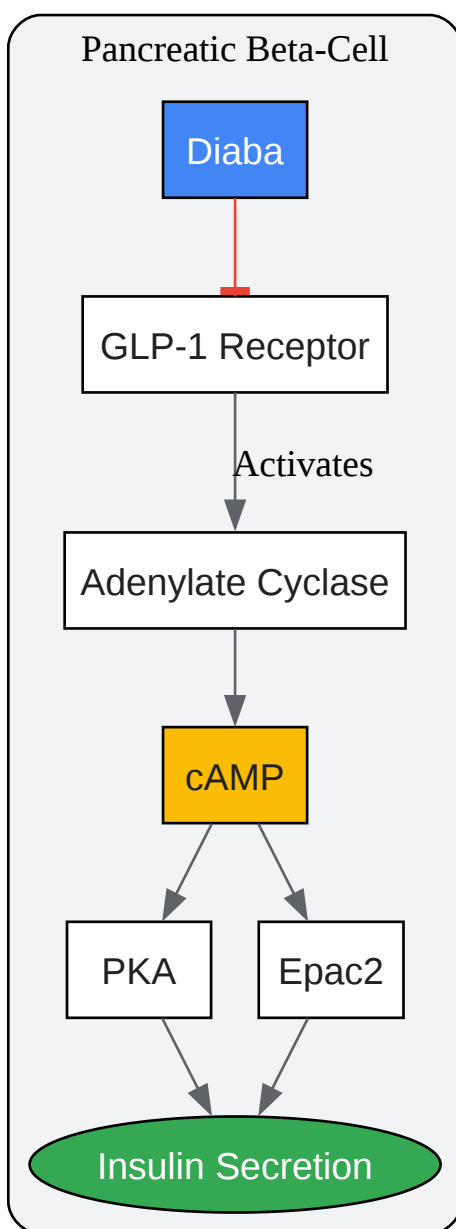 Pancreatic Beta-Cell
Diaba
GLP-1 Receptor
Activates
Adenylate Cyclase
cAMP
PKA
Epac2
Insulin Secretion